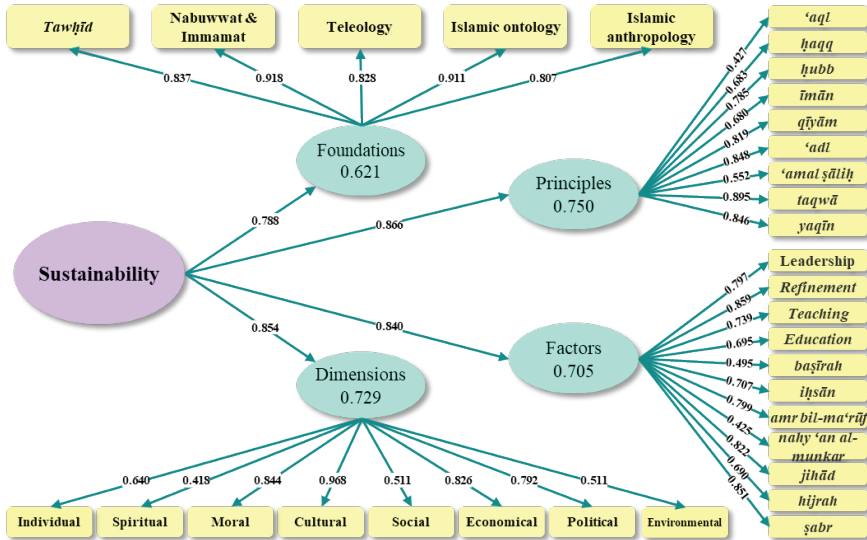 Tawḥīd
Nabuwwat &
Immamat
Teleology
Islamic ontology
Islamic
anthropology
0.837
0.918
0.828
0.911
0.807
Foundations
0.621
0.788
Sustainability
0.866
Principles
0.750
0.427
0.683
0.785
0.680
0.819
0.848
0.552
0.895
0.846
‘aql
ḥaqq
ḥubb
īmān
qīyām
‘adl
‘amal ṣāliḥ
taqwā
yaqīn
0.840
Factors
0.705
0.797
0.859
0.739
0.695
0.495
0.707
0.799
0.425
0.822
0.690
0.851
Leadership
Refinement
Teaching
Education
baṣīrah
iḥsān
amr bil-ma‘rūf
nahy ‘an al-
munkar
jihād
hijrah
ṣabr
0.854
Dimensions
0.729
0.640
0.418
0.844
0.968
0.511
0.826
0.792
0.511
Individual
Spiritual
Moral
Cultural
Social
Economical
Political
Environmental